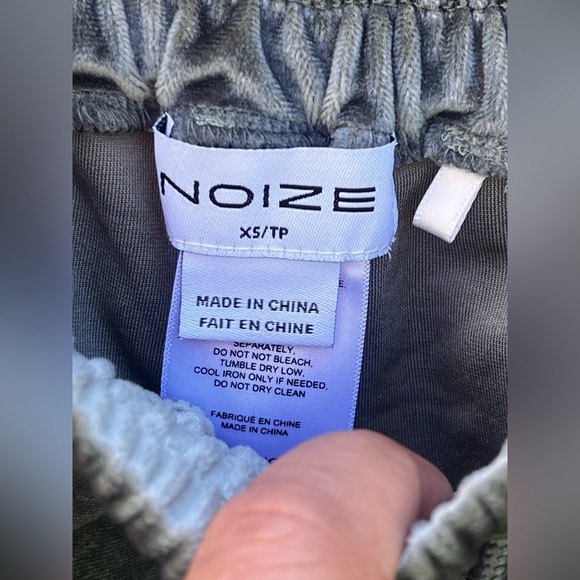 NOIZE
XS/TP
MADE IN CHINA
FAIT EN CHINE
E.
SEPARATELY,
DO NOT BLEACH,
TUMBLE DRY LOW.
COOL IRON ONLY IF NEEDED.
DO NOT DRY CLEAN
FABRIQUÉ EN CHINE
MADE IN CHINA